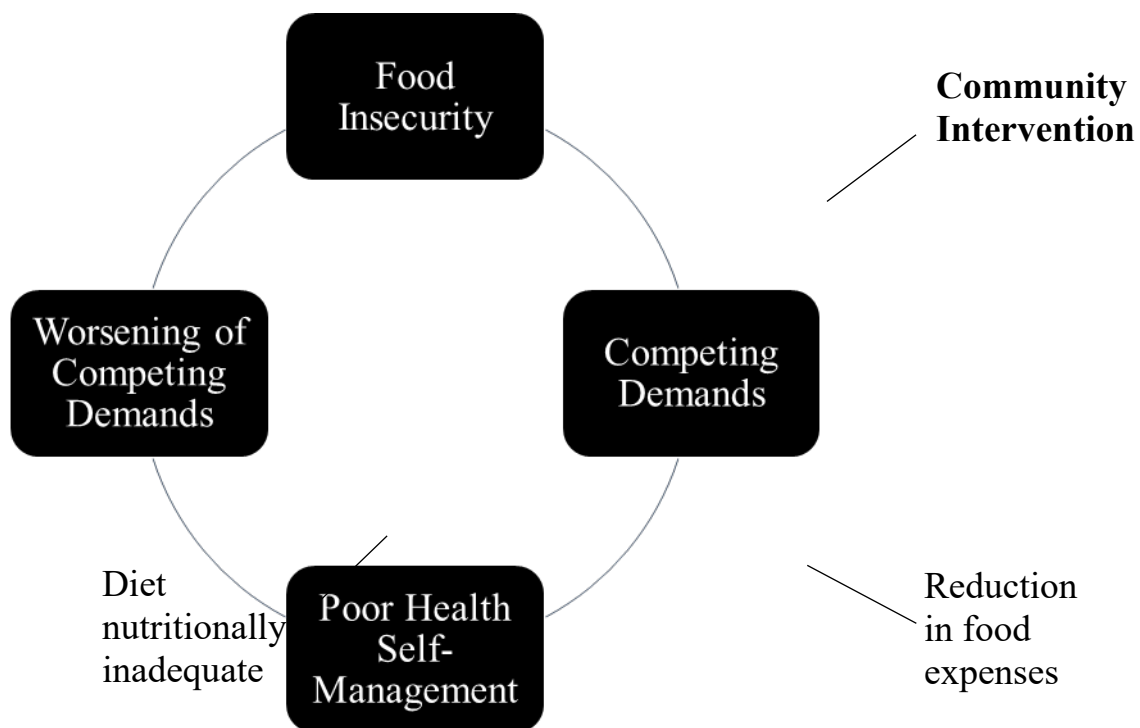 Food
Insecurity
Community
Intervention
Worsening of
Competing
Demands
Competing
Demands
Diet
nutritionally
inadequate
Poor Health
Self-
Management
Reduction
in food
expenses